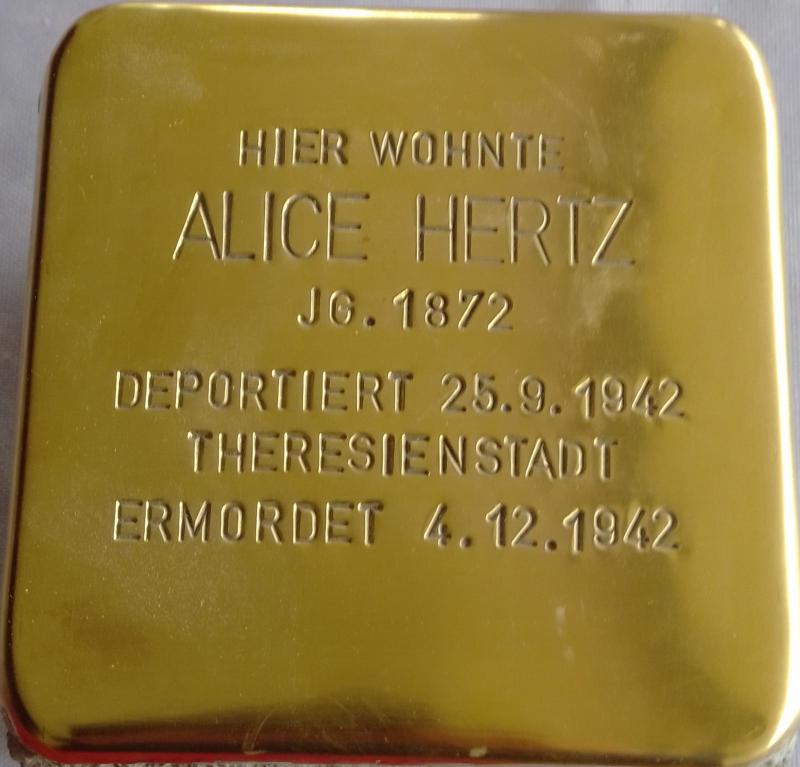 HIER WOHNTE
ALICE HERTZ
JG. 1872
DEPORTIERT 25.9.1942
THERESIENSTADT
ERMORDET 4.12.1942